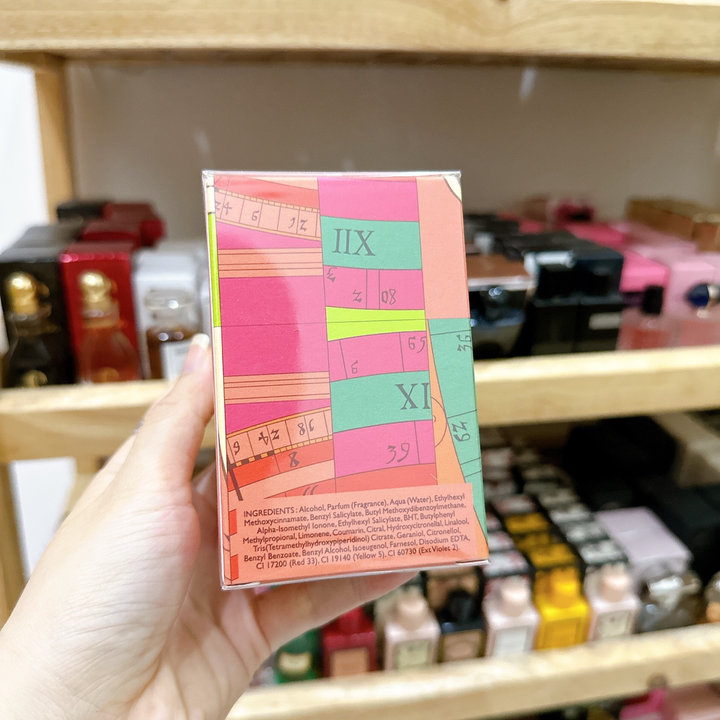 XII
XI
39
INGREDIENTS: Alcohol, Parfum (Fragrance), Aqua (Water), Ethylhexyl
Methoxycinnamate, Benzyl Salicylate, Butyl Methoxydibenzoylmethane,
Alpha-Isomethyl Ionone, Ethylhexyl Salicylate, BHT, Butylphenyl
Methylpropional, Limonene, Coumarin, Citral, Hydroxycitronellal, Linalool,
Tris(Tetramethylhydroxypiperidinol) Citrate, Geraniol, Citronellol,
Benzyl Benzoate, Benzyl Alcohol, Isoeugenol, Farnesol, Disodium EDTA,
CI 17200 (Red 33), CI 19140 (Yellow 5), CI 60730 (Ext Violet 2).